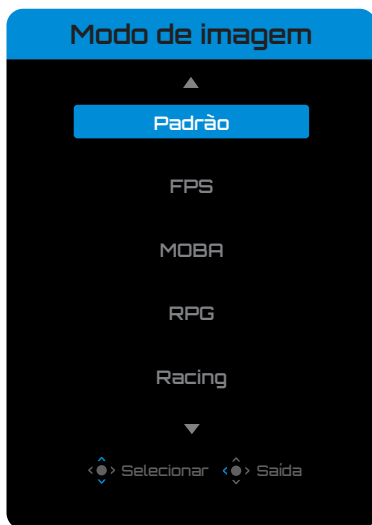 Modo de imagem
Padrão
FPS
MOBA
RPG
Racing
Selecionar Saída